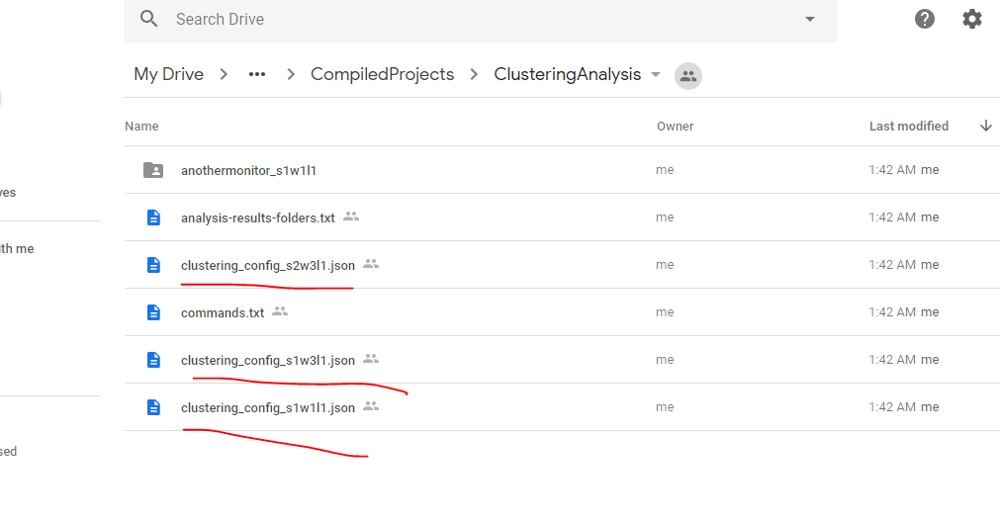 Search Drive
My Drive > ••• > CompiledProjects > ClusteringAnalysis
Name Owner Last modified
anothermonitor_s1w1l1 me 1:42 AM me
ves
analysis-results-folders.txt me 1:42 AM me
ith me
clustering_config_s2w3l1.json me 1:42 AM me
commands.txt me 1:42 AM me
clustering_config_s1w3l1.json me 1:42 AM me
clustering_config_s1w1l1.json me 1:42 AM me
sed